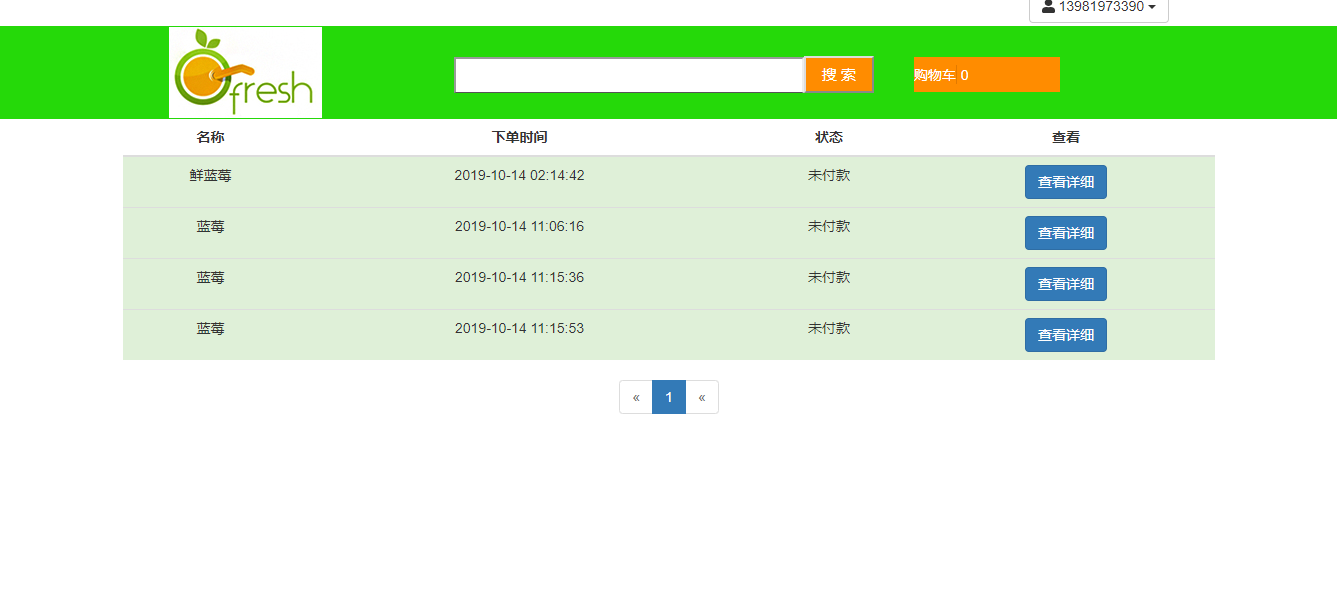 13981973390
fresh
搜 索
购物车 0
名称 下单时间 状态 查看
鲜蓝莓 2019-10-14 02:14:42 未付款 查看详细
蓝莓 2019-10-14 11:06:16 未付款 查看详细
蓝莓 2019-10-14 11:15:36 未付款 查看详细
蓝莓 2019-10-14 11:15:53 未付款 查看详细
« 1 «